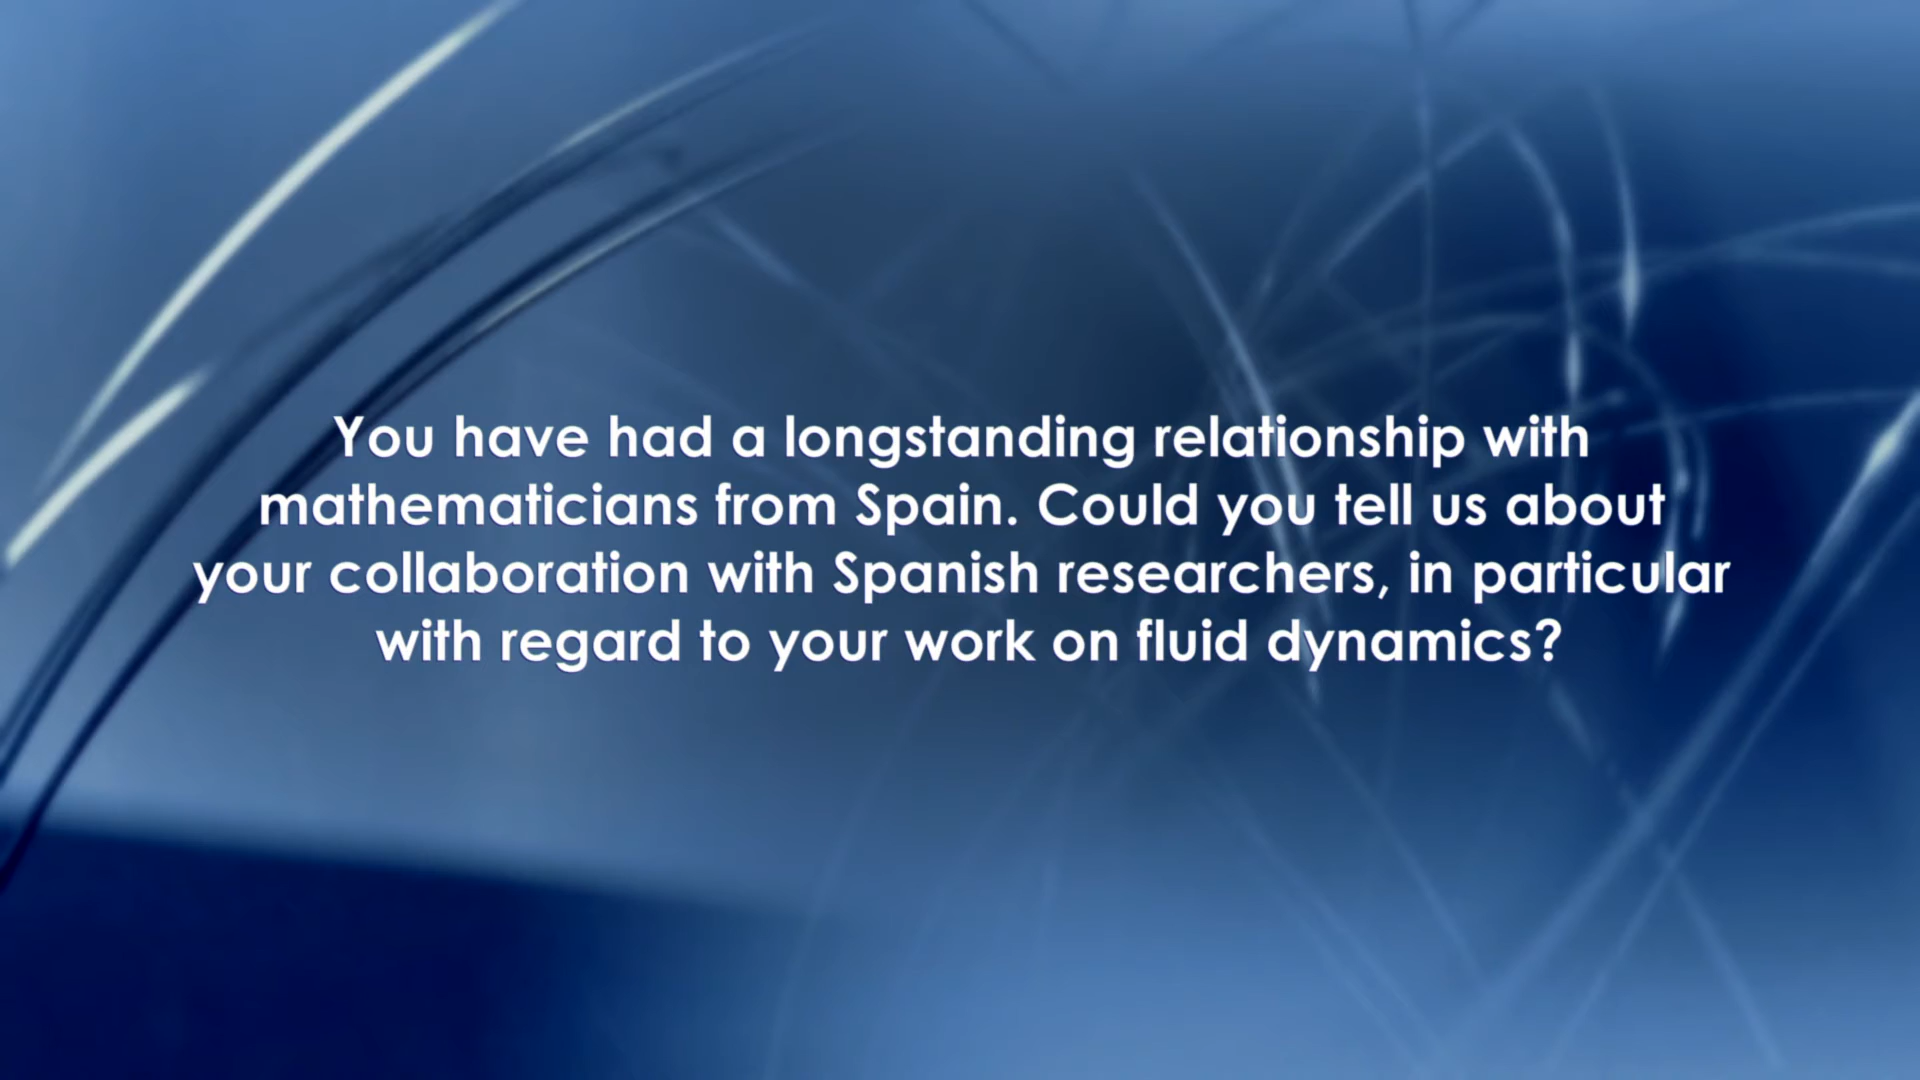 You have had a longstanding relationship with
mathematicians from Spain. Could you tell us about
your collaboration with Spanish researchers, in particular
with regard to your work on fluid dynamics?